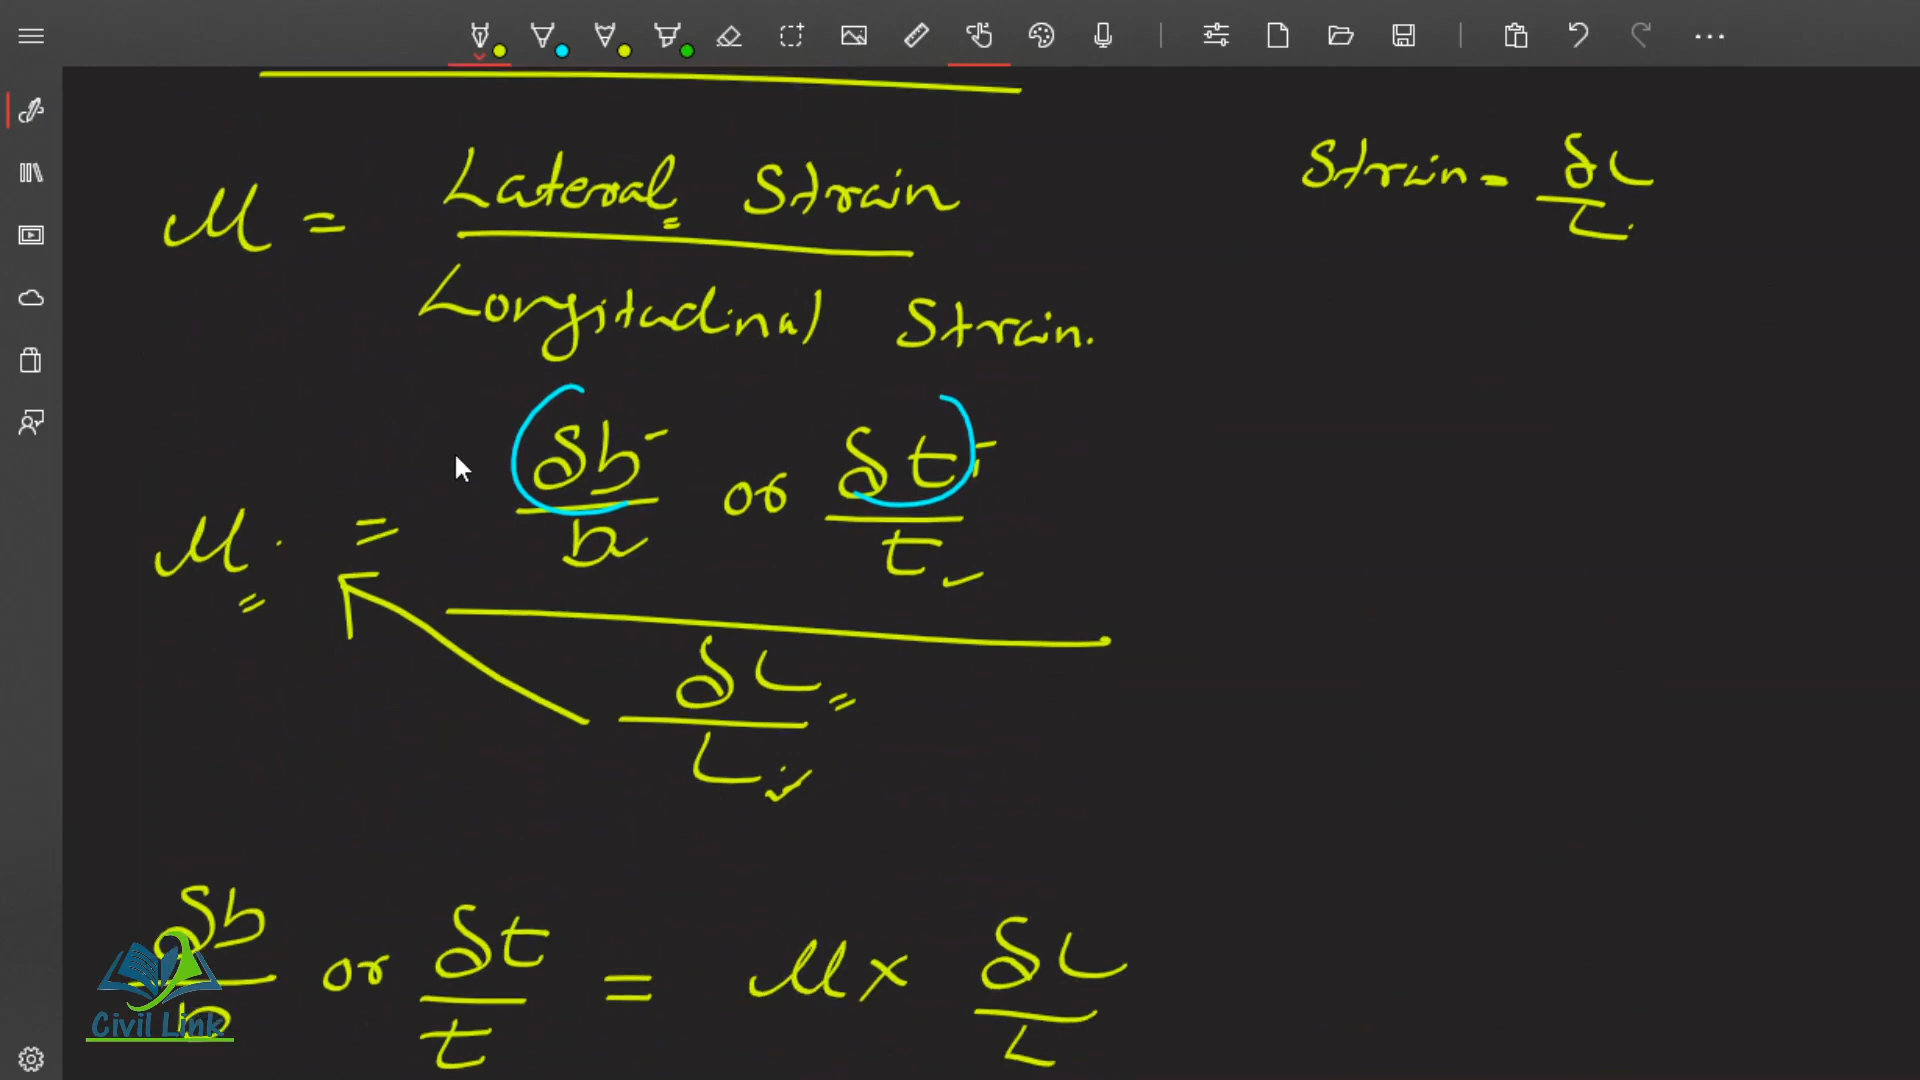 μ = Lateral Strain / Longitudinal Strain.
Strain = δL / L
μ = δb / b or δt / t / δL / L
δb / b or δt / t = μ × δL / L
Civil Link